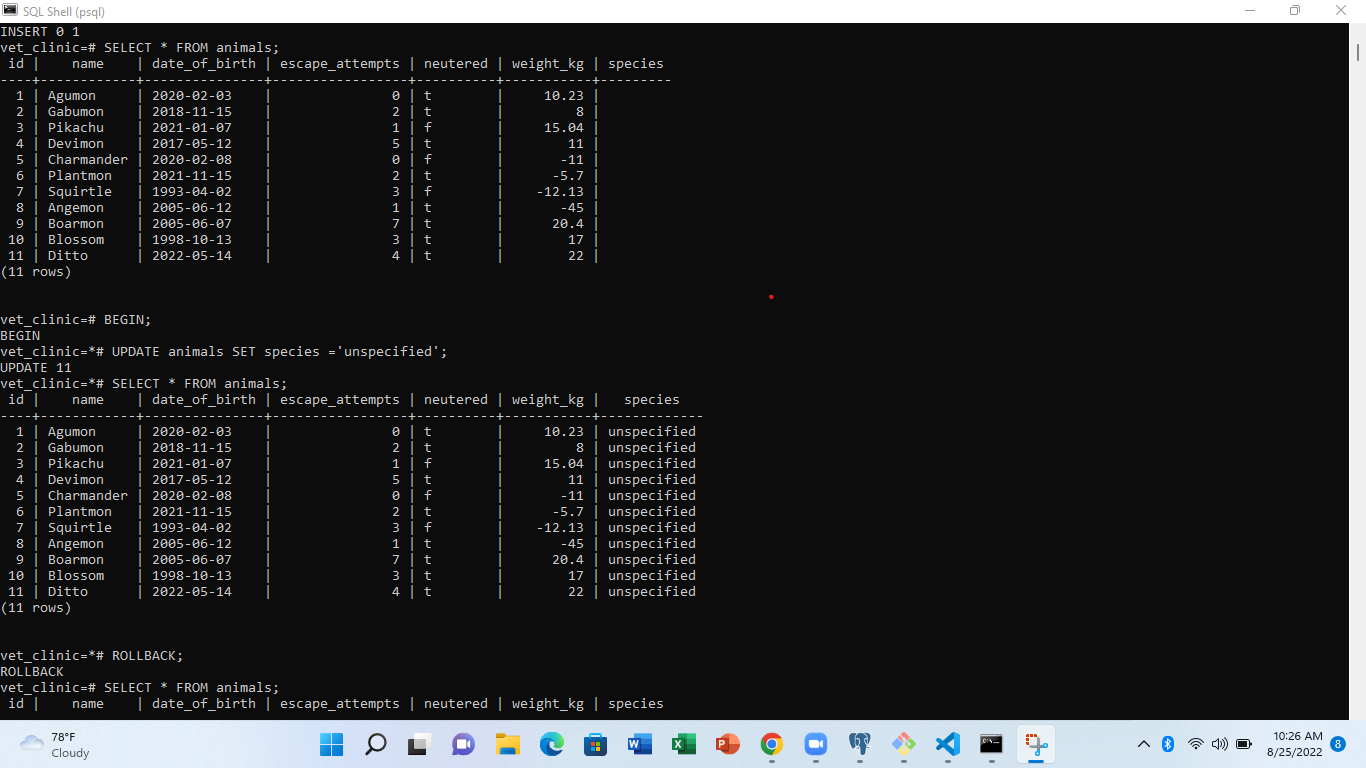 SQL Shell (psql)
INSERT 0 1
vet_clinic=# SELECT * FROM animals;
 id |    name    | date_of_birth | escape_attempts | neutered | weight_kg | species
----+------------+---------------+-----------------+----------+-----------+---------
  1 | Agumon     | 2020-02-03    |               0 | t        |     10.23 |
  2 | Gabumon    | 2018-11-15    |               2 | t        |         8 |
  3 | Pikachu    | 2021-01-07    |               1 | f        |     15.04 |
  4 | Devimon    | 2017-05-12    |               5 | t        |        11 |
  5 | Charmander | 2020-02-08    |               0 | f        |       -11 |
  6 | Plantmon   | 2021-11-15    |               2 | t        |      -5.7 |
  7 | Squirtle   | 1993-04-02    |               3 | f        |    -12.13 |
  8 | Angemon    | 2005-06-12    |               1 | t        |       -45 |
  9 | Boarmon    | 2005-06-07    |               7 | t        |      20.4 |
 10 | Blossom    | 1998-10-13    |               3 | t        |        17 |
 11 | Ditto      | 2022-05-14    |               4 | t        |        22 |
(11 rows)
vet_clinic=# BEGIN;
BEGIN
vet_clinic=*# UPDATE animals SET species ='unspecified';
UPDATE 11
vet_clinic=*# SELECT * FROM animals;
 id |    name    | date_of_birth | escape_attempts | neutered | weight_kg |   species
----+------------+---------------+-----------------+----------+-----------+-------------
  1 | Agumon     | 2020-02-03    |               0 | t        |     10.23 | unspecified
  2 | Gabumon    | 2018-11-15    |               2 | t        |         8 | unspecified
  3 | Pikachu    | 2021-01-07    |               1 | f        |     15.04 | unspecified
  4 | Devimon    | 2017-05-12    |               5 | t        |        11 | unspecified
  5 | Charmander | 2020-02-08    |               0 | f        |       -11 | unspecified
  6 | Plantmon   | 2021-11-15    |               2 | t        |      -5.7 | unspecified
  7 | Squirtle   | 1993-04-02    |               3 | f        |    -12.13 | unspecified
  8 | Angemon    | 2005-06-12    |               1 | t        |       -45 | unspecified
  9 | Boarmon    | 2005-06-07    |               7 | t        |      20.4 | unspecified
 10 | Blossom    | 1998-10-13    |               3 | t        |        17 | unspecified
 11 | Ditto      | 2022-05-14    |               4 | t        |        22 | unspecified
(11 rows)
vet_clinic=*# ROLLBACK;
ROLLBACK
vet_clinic=# SELECT * FROM animals;
 id |    name    | date_of_birth | escape_attempts | neutered | weight_kg | species
78°F
Cloudy
10:26 AM
8/25/2022
8